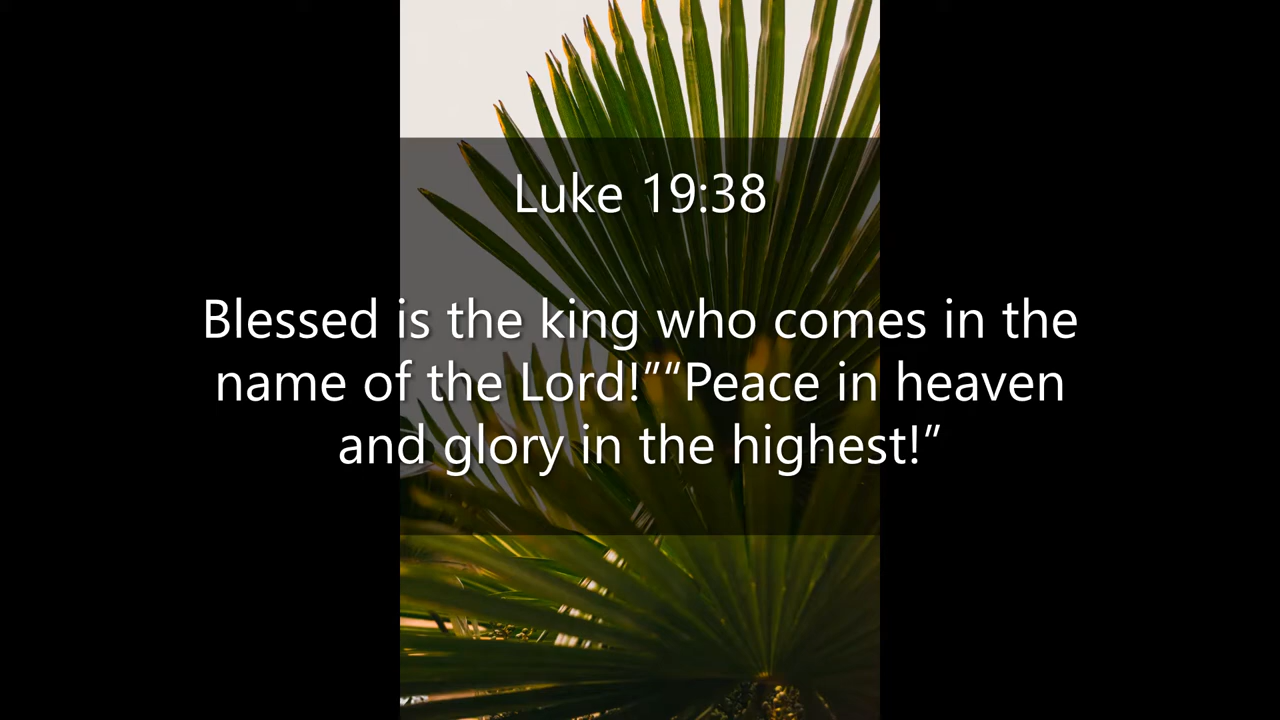 Luke 19:38
Blessed is the king who comes in the
name of the Lord!”“Peace in heaven
and glory in the highest!”